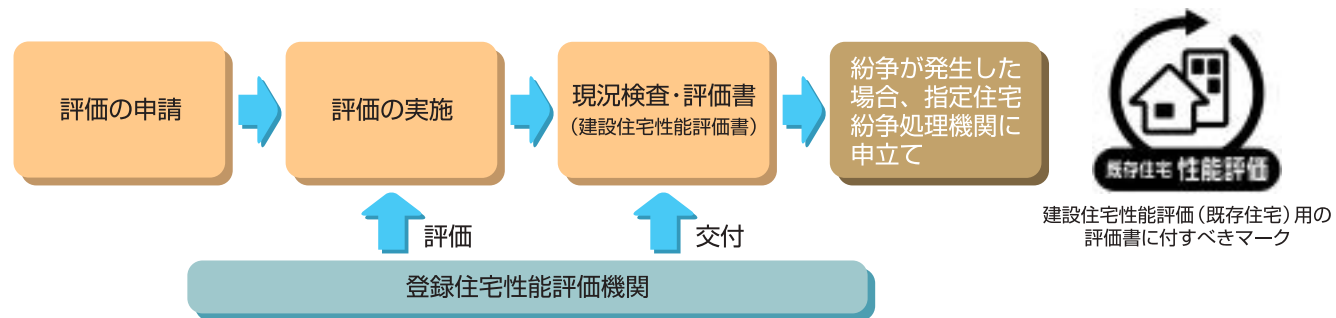 評価の申請
評価の実施
現況検査・評価書
（建設住宅性能評価書）
紛争が発生した
場合、指定住宅
紛争処理機関に
申立て
評価
交付
登録住宅性能評価機関
既存住宅 性能評価
建設住宅性能評価（既存住宅）用の
評価書に付すべきマーク